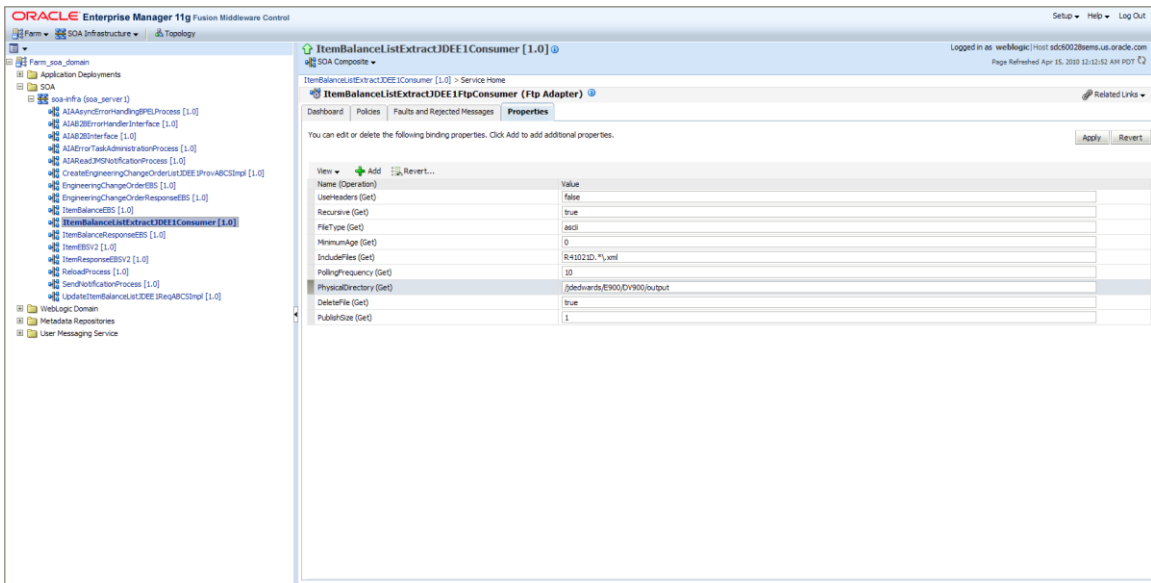 ORACLE Enterprise Manager 11g Fusion Middleware Control
Setup Help Log Out
Farm SOA Infrastructure Topology
Farm_soa_domain
Application Deployments
SOA
soa-infra (soa_server1)
AIAAsyncErrorHandlingBPELProcess [1.0]
AIAB2BErrorHandlerInterface [1.0]
AIAB2BInterface [1.0]
AIAErrorTaskAdministrationProcess [1.0]
AIAReadJMSNotificationProcess [1.0]
CreateEngineeringChangeOrderListJDEE1ProvABCSImpl [1.0]
EngineeringChangeOrderEBS [1.0]
EngineeringChangeOrderResponseEBS [1.0]
ItemBalanceEBS [1.0]
ItemBalanceListExtractJDEE1Consumer [1.0]
ItemBalanceResponseEBS [1.0]
ItemEBSV2 [1.0]
ItemResponseEBSV2 [1.0]
ReloadProcess [1.0]
SendNotificationProcess [1.0]
UpdateItemBalanceListJDEE1ReqABCSImpl [1.0]
WebLogic Domain
Metadata Repositories
User Messaging Service
ItemBalanceListExtractJDEE1Consumer [1.0]
Logged in as weblogic|Host sdc60028sems.us.oracle.com
SOA Composite
Page Refreshed Apr 15, 2010 12:12:52 AM PDT
ItemBalanceListExtractJDEE1Consumer [1.0] > Service Home
ItemBalanceListExtractJDEE1FtpConsumer (Ftp Adapter)
Related Links
Dashboard Policies Faults and Rejected Messages Properties
You can edit or delete the following binding properties. Click Add to add additional properties.
Apply Revert
View Add Revert...
Name (Operation) Value
UseHeaders (Get) false
Recursive (Get) true
FileType (Get) ascii
MinimumAge (Get) 0
IncludeFiles (Get) R41021D.*\.xml
PollingFrequency (Get) 10
PhysicalDirectory (Get) /jdedwards/E900/DV900/output
DeleteFile (Get) true
PublishSize (Get) 1